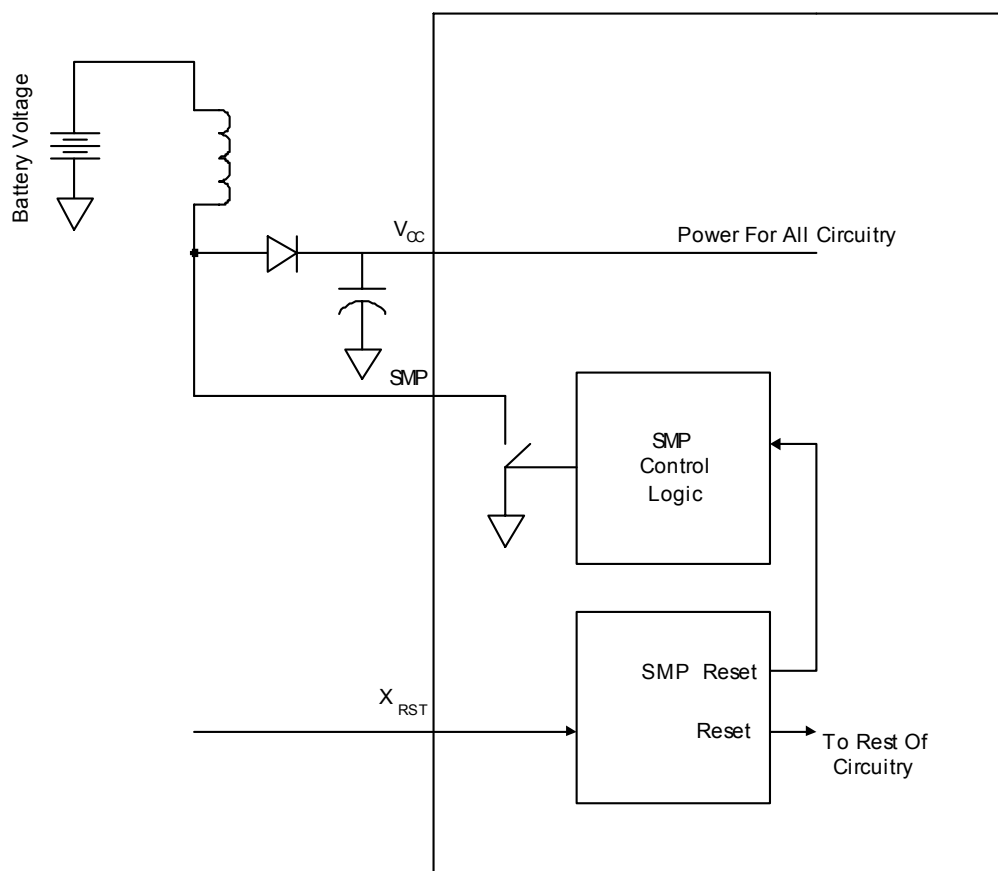 Battery Voltage
VCC
Power For All Circuitry
SMP
SMP
Control
Logic
SMP Reset
XRST
Reset
To Rest Of
Circuitry